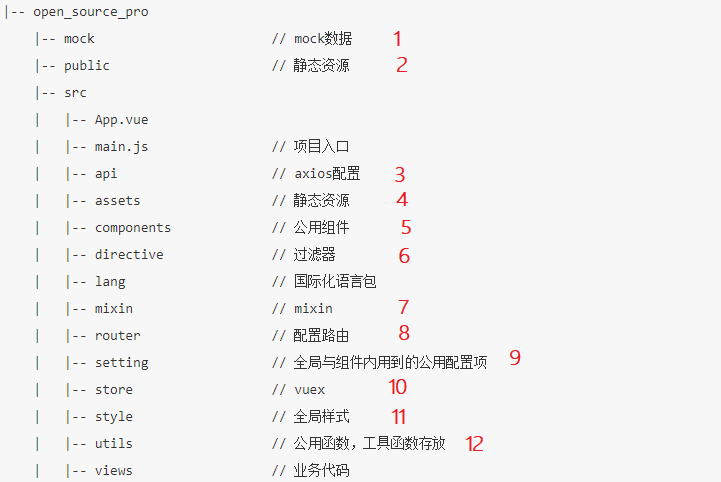 |-- open_source_pro
|-- mock // mock数据 1
|-- public // 静态资源 2
|-- src
| |-- App.vue
| |-- main.js // 项目入口
| |-- api // axios配置 3
| |-- assets // 静态资源 4
| |-- components // 公用组件 5
| |-- directive // 过滤器 6
| |-- lang // 国际化语言包
| |-- mixin // mixin 7
| |-- router // 配置路由 8
| |-- setting // 全局与组件内用到的公用配置项 9
| |-- store // vuex 10
| |-- style // 全局样式 11
| |-- utils // 公用函数，工具函数存放 12
| |-- views // 业务代码